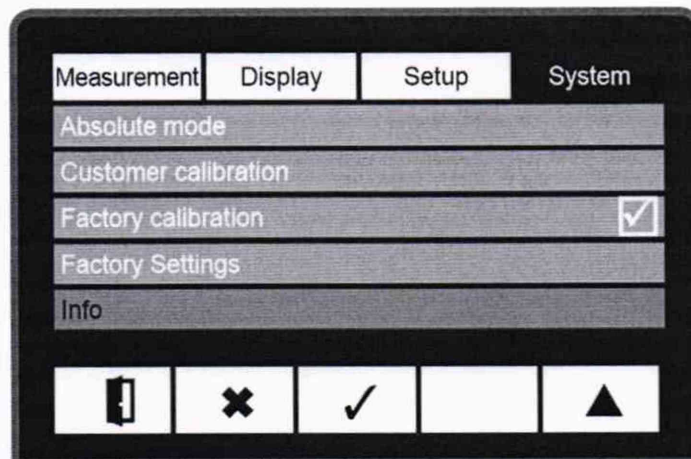 Measurement Display Setup System
Absolute mode
Customer calibration
Factory calibration
Factory Settings
Info